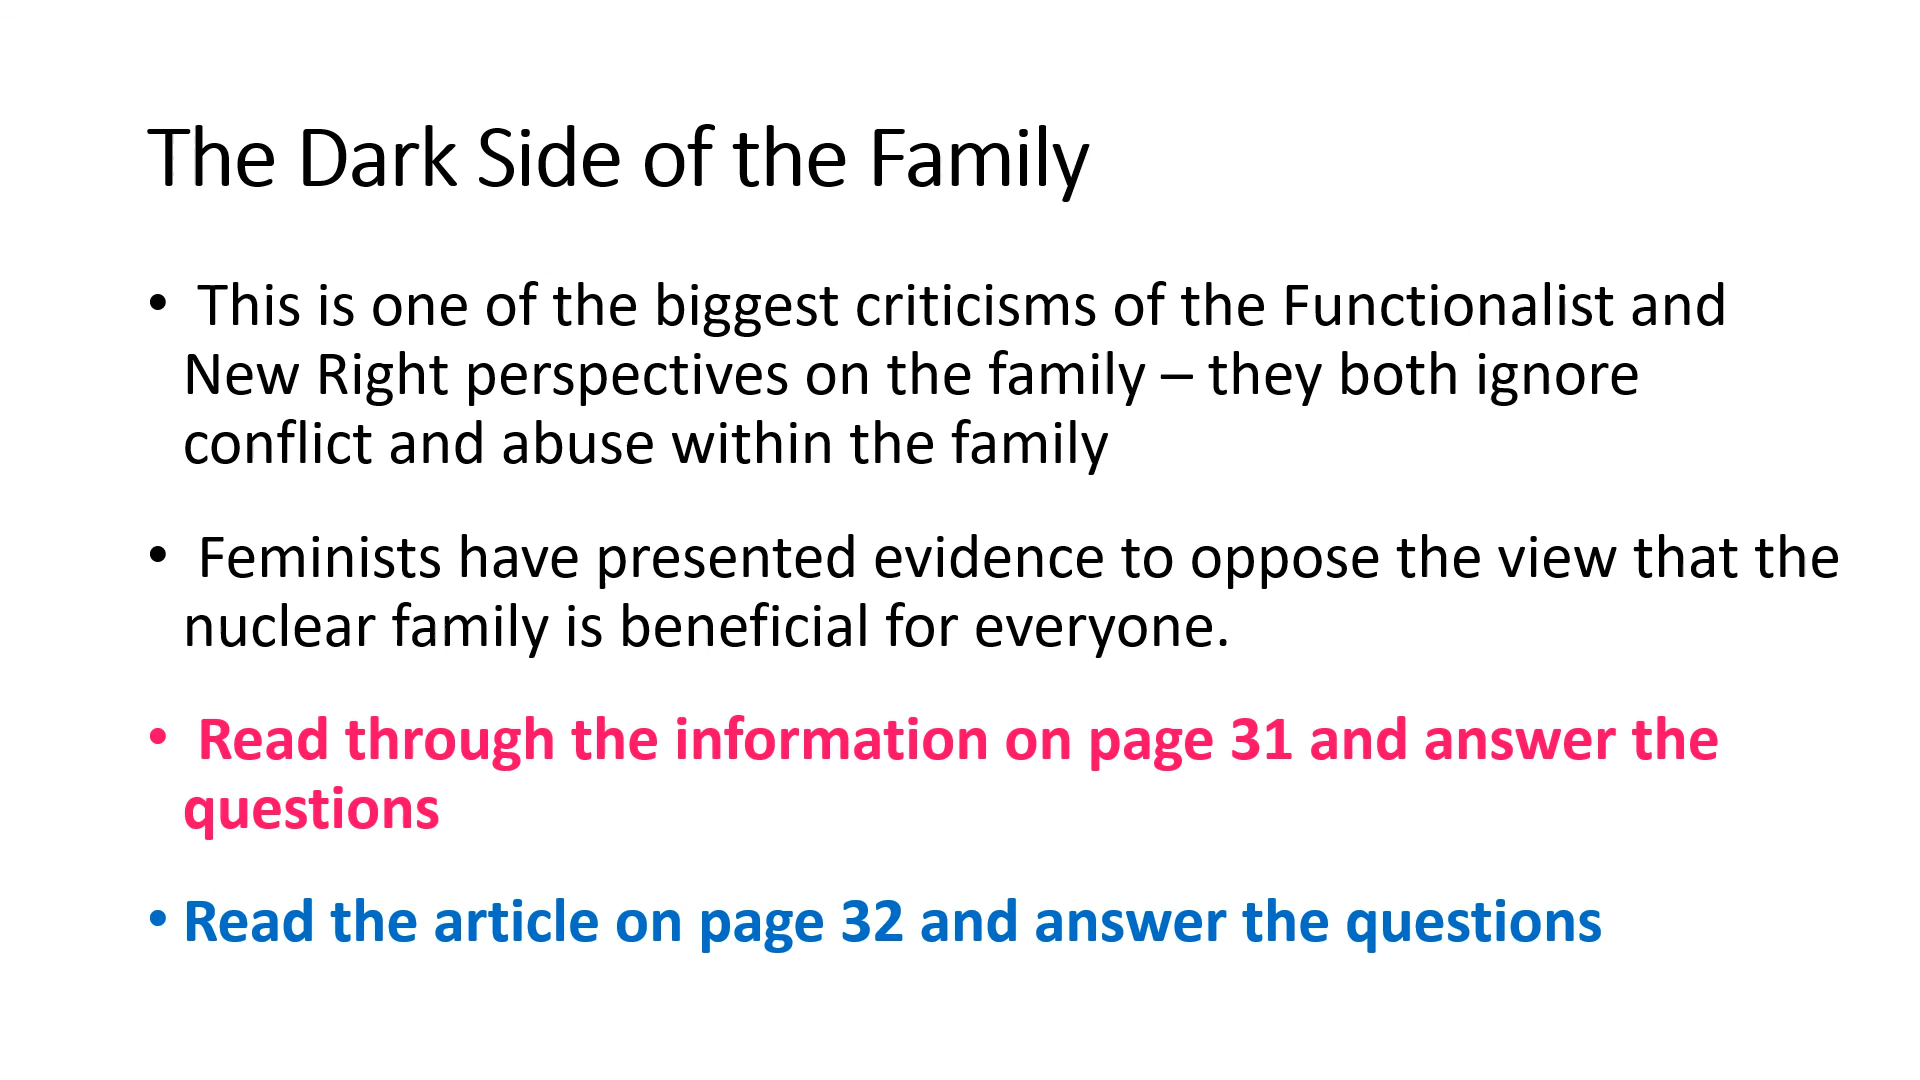 The Dark Side of the Family
• This is one of the biggest criticisms of the Functionalist and
New Right perspectives on the family – they both ignore
conflict and abuse within the family
• Feminists have presented evidence to oppose the view that the
nuclear family is beneficial for everyone.
• Read through the information on page 31 and answer the
questions
• Read the article on page 32 and answer the questions